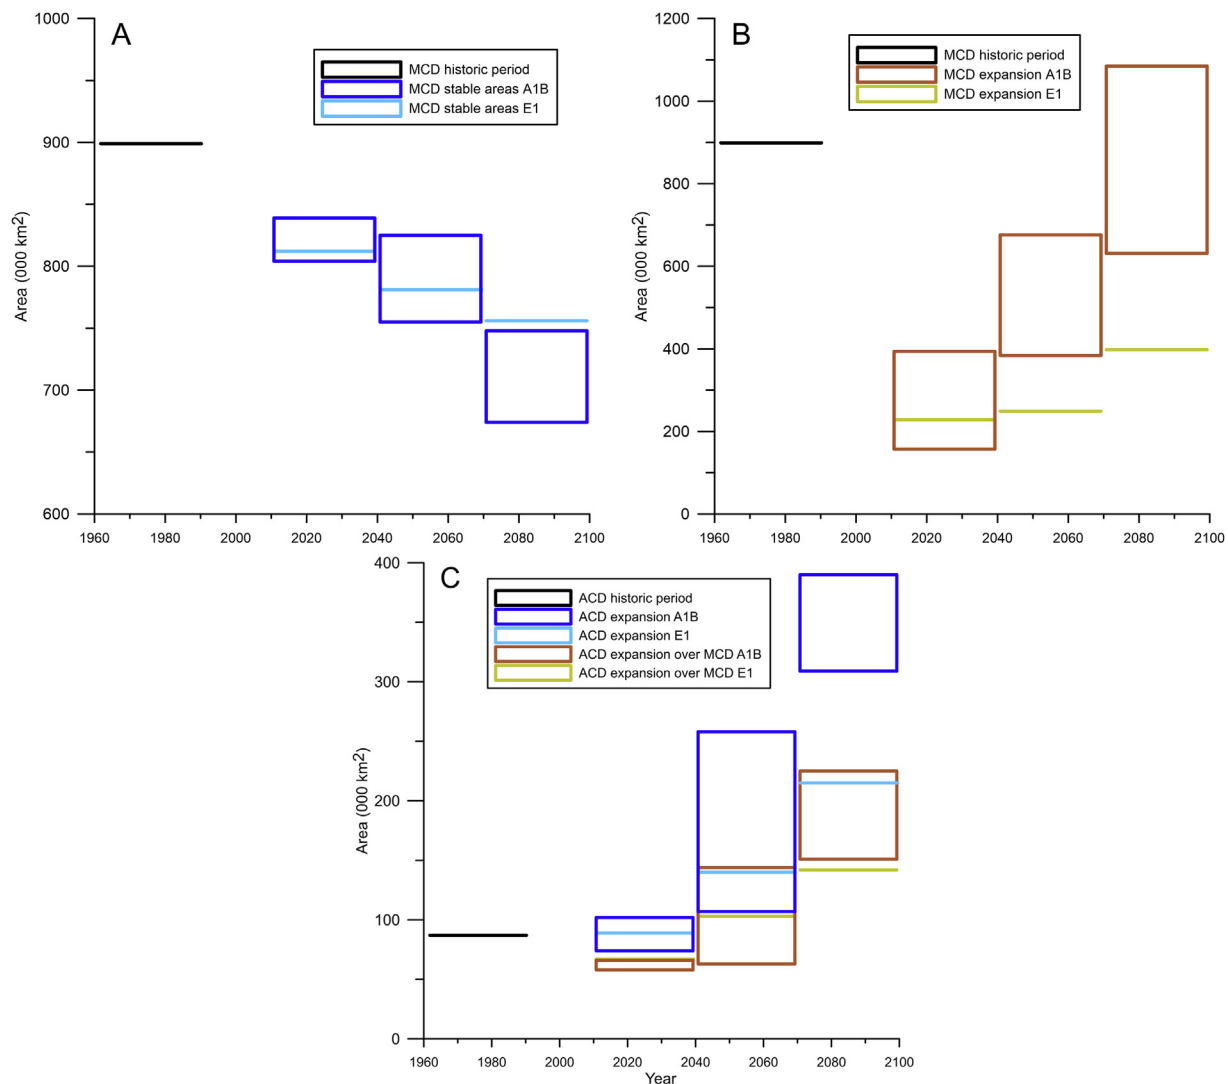 A
MCD historic period
MCD stable areas A1B
MCD stable areas E1
Area (000 km2)
1000
900
800
700
600
1960 1980 2000 2020 2040 2060 2080 2100
B
MCD historic period
MCD expansion A1B
MCD expansion E1
Area (000 km2)
1200
1000
800
600
400
200
0
1960 1980 2000 2020 2040 2060 2080 2100
C
ACD historic period
ACD expansion A1B
ACD expansion E1
ACD expansion over MCD A1B
ACD expansion over MCD E1
Area (000 km2)
400
300
200
100
0
1960 1980 2000 2020 2040 2060 2080 2100
Year